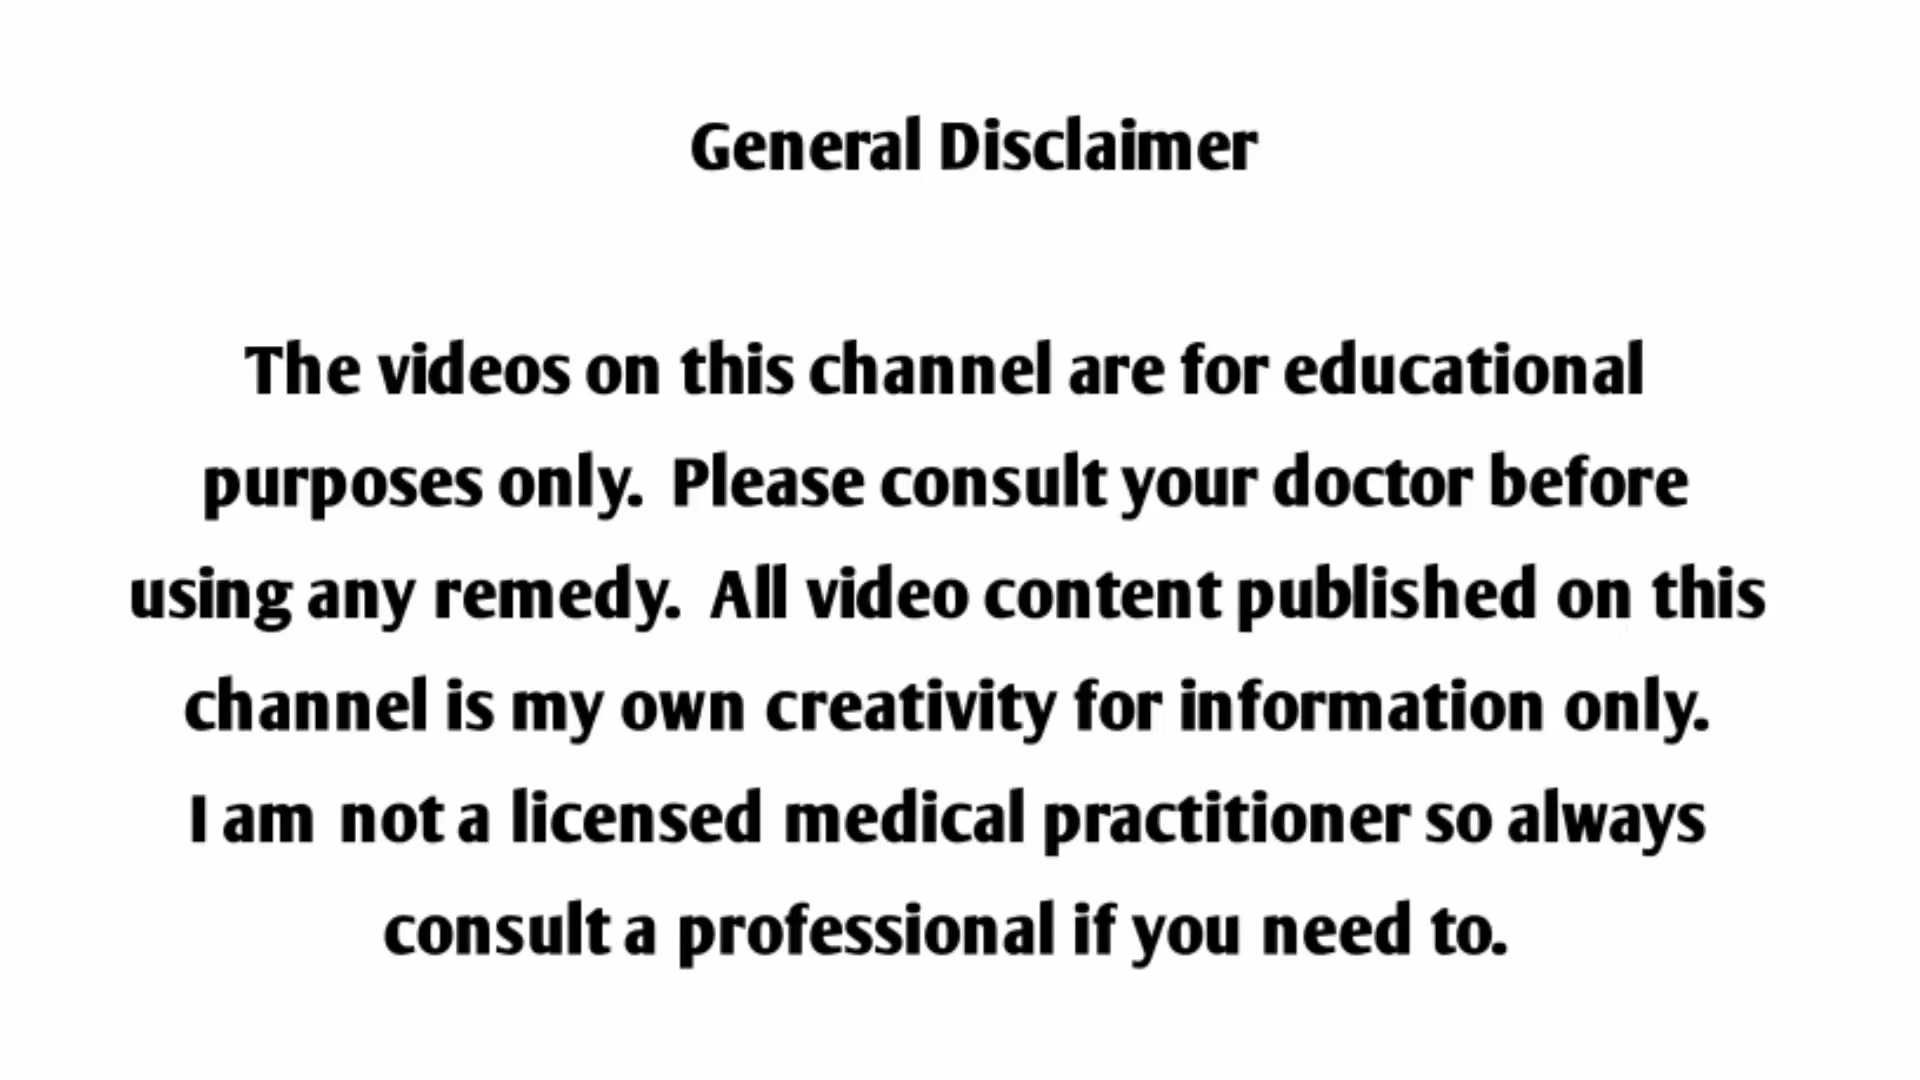 General Disclaimer
The videos on this channel are for educational
purposes only.  Please consult your doctor before
using any remedy.  All video content published on this
channel is my own creativity for information only.
I am not a licensed medical practitioner so always
consult a professional if you need to.